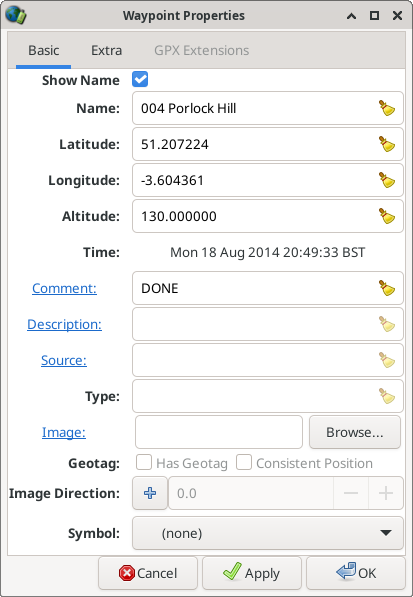 Waypoint Properties
Basic Extra GPX Extensions
Show Name
Name: 004 Porlock Hill
Latitude: 51.207224
Longitude: -3.604361
Altitude: 130.000000
Time: Mon 18 Aug 2014 20:49:33 BST
Comment: DONE
Description:
Source:
Type:
Image: Browse...
Geotag: Has Geotag Consistent Position
Image Direction: 0.0
Symbol: (none)
Cancel Apply OK